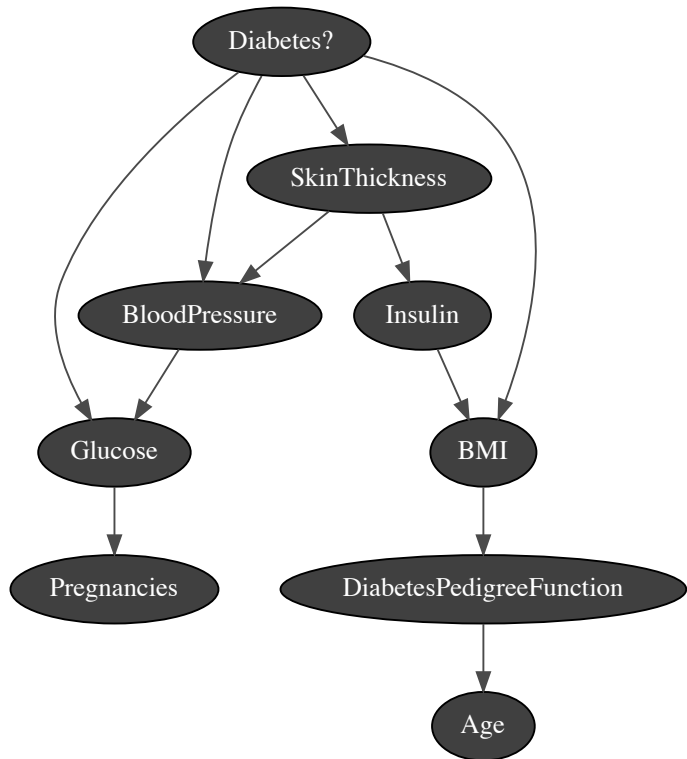 Diabetes?
SkinThickness
BloodPressure
Insulin
Glucose
BMI
Pregnancies
DiabetesPedigreeFunction
Age